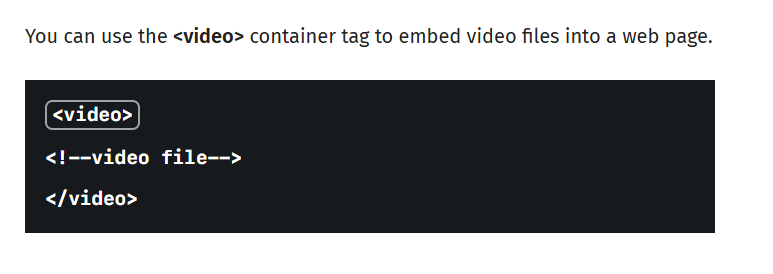 You can use the <video> container tag to embed video files into a web page.
<video>
<!--video file-->
</video>